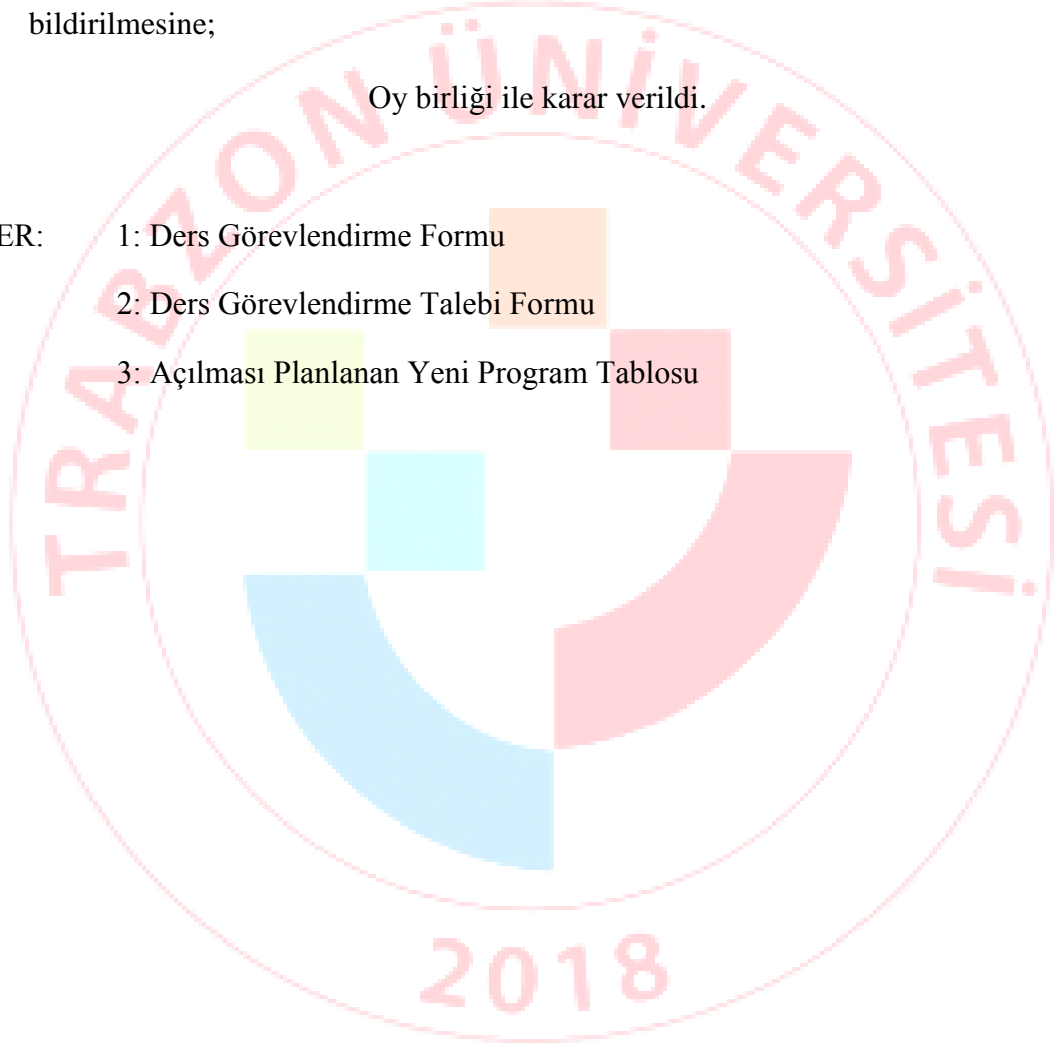 bildirilmesine;
TRABZON ÜNİVERSİTESİ
Oy birliği ile karar verildi.
ER: 1: Ders Görevlendirme Formu
2: Ders Görevlendirme Talebi Formu
3: Açılması Planlanan Yeni Program Tablosu
2018